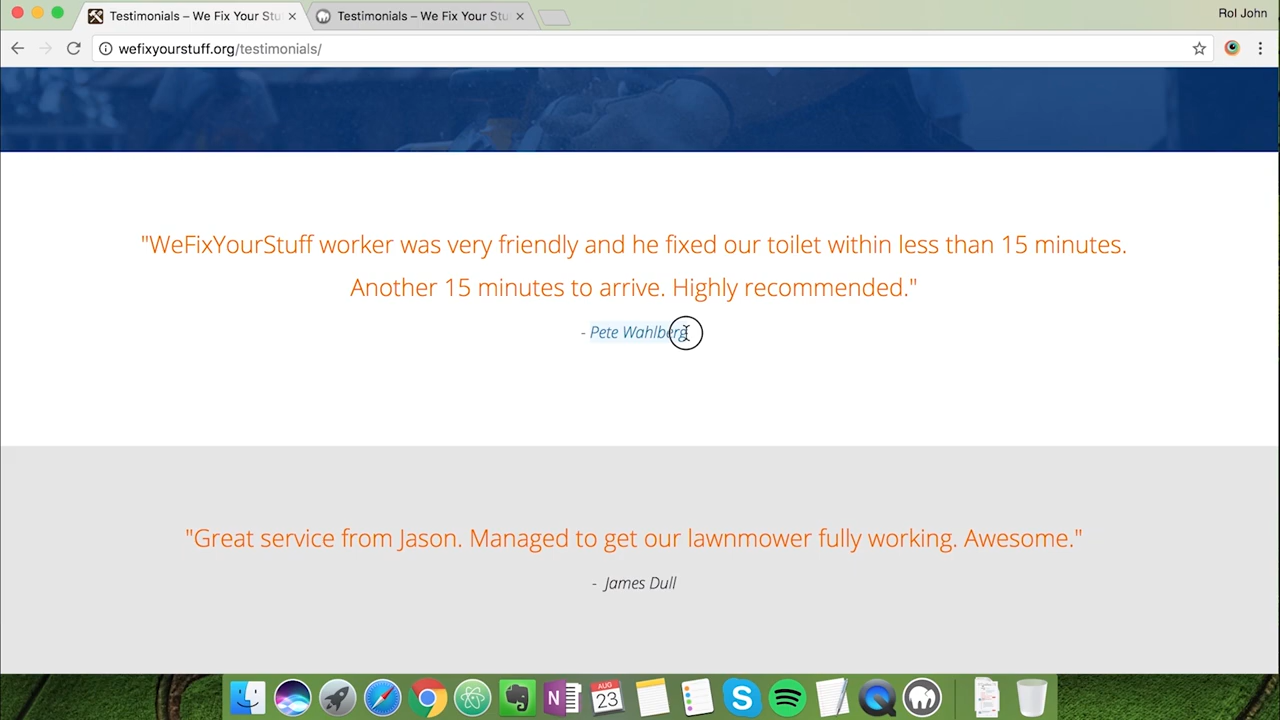 Testimonials – We Fix Your Stu
Testimonials – We Fix Your Stu
Rol John
wefixyourstuff.org/testimonials/
"WeFixYourStuff worker was very friendly and he fixed our toilet within less than 15 minutes.
Another 15 minutes to arrive. Highly recommended."
- Pete Wahlberg
"Great service from Jason. Managed to get our lawnmower fully working. Awesome."
- James Dull
AUG
23